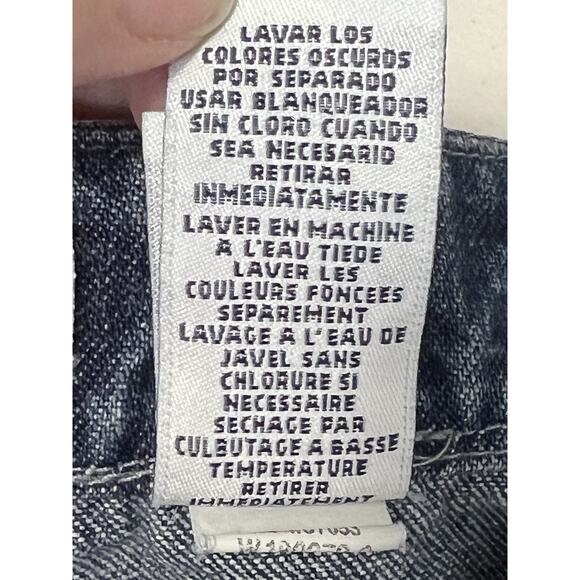 LAVAR LOS
COLORES OSCUROS
POR SEPARADO
USAR BLANQUEADOR
SIN CLORO CUANDO
SEA NECESARIO
RETIRAR
INMEDIATAMENTE
LAVER EN MACHINE
A L'EAU TIEDE
LAVER LES
COULEURS FONCEES
SEPAREMENT
LAVAGE A L'EAU DE
JAVEL SANS
CHLORURE SI
NECESSAIRE
SECHAGE PAR
CULBUTAGE A BASSE
TEMPERATURE
RETIRER
IMMEDIATEMENT